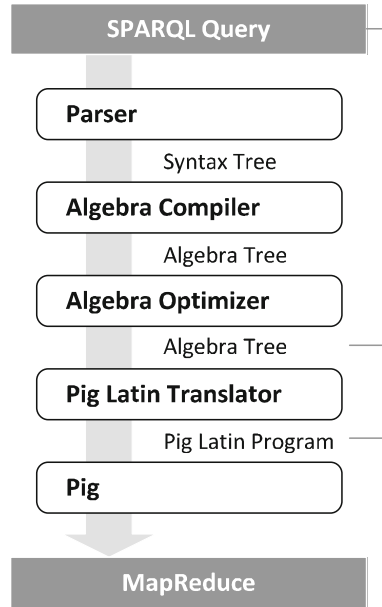 SPARQL Query
Parser
Syntax Tree
Algebra Compiler
Algebra Tree
Algebra Optimizer
Algebra Tree
Pig Latin Translator
Pig Latin Program
Pig
MapReduce